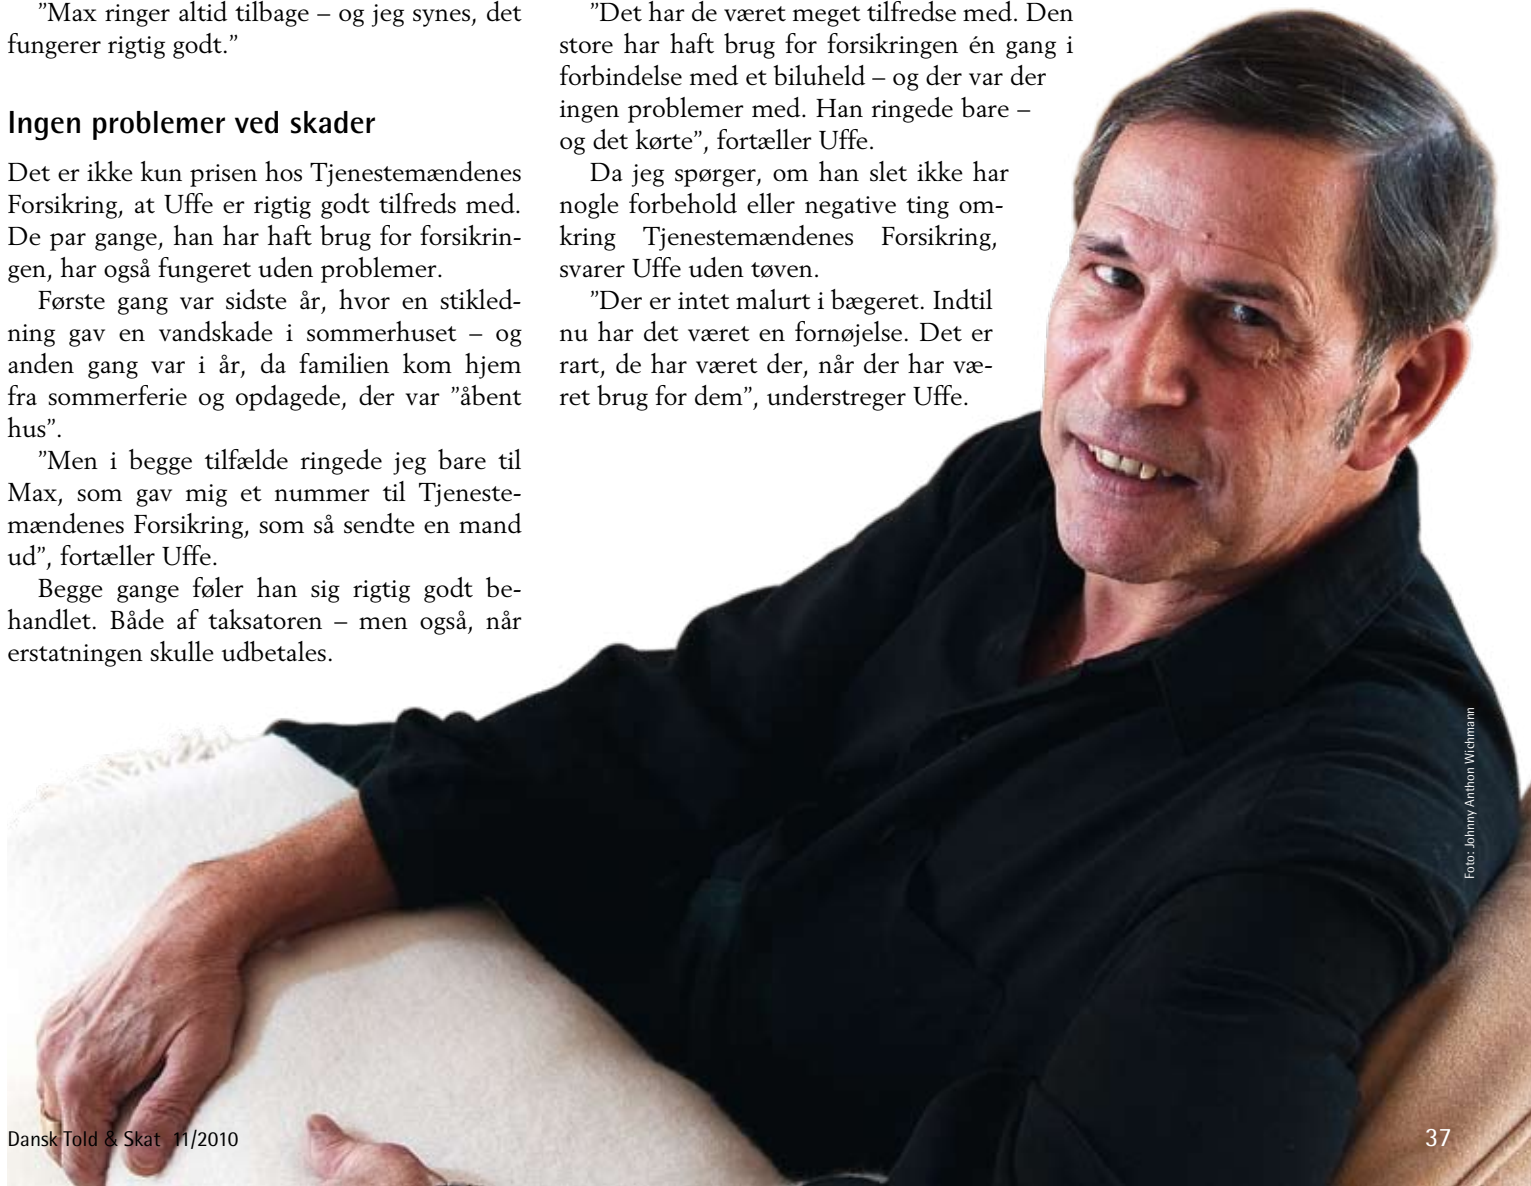 ”Max ringer altid tilbage – og jeg synes, det
fungerer rigtig godt.”
Ingen problemer ved skader
Det er ikke kun prisen hos Tjenestemændenes
Forsikring, at Uffe er rigtig godt tilfreds med.
De par gange, han har haft brug for forsikrin-
gen, har også fungeret uden problemer.
Første gang var sidste år, hvor en stikled-
ning gav en vandskade i sommerhuset – og
anden gang var i år, da familien kom hjem
fra sommerferie og opdagede, der var ”åbent
hus”.
”Men i begge tilfælde ringede jeg bare til
Max, som gav mig et nummer til Tjeneste-
mændenes Forsikring, som så sendte en mand
ud”, fortæller Uffe.
Begge gange føler han sig rigtig godt be-
handlet. Både af taksatoren – men også, når
erstatningen skulle udbetales.
”Det har de været meget tilfredse med. Den
store har haft brug for forsikringen én gang i
forbindelse med et biluheld – og der var der
ingen problemer med. Han ringede bare –
og det kørte”, fortæller Uffe.
Da jeg spørger, om han slet ikke har
nogle forbehold eller negative ting om-
kring Tjenestemændenes Forsikring,
svarer Uffe uden tøven.
”Der er intet malurt i bægeret. Indtil
nu har det været en fornøjelse. Det er
rart, de har været der, når der har væ-
ret brug for dem”, understreger Uffe.
Foto: Johnny Anthon Wichmann
Dansk Told & Skat 11/2010
37